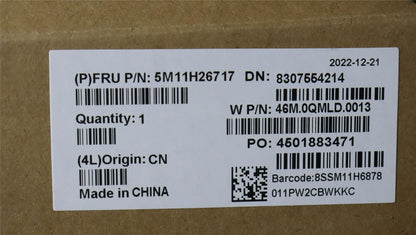 2022-12-21
(P)FRU P/N: 5M11H26717 DN: 8307554214
W P/N: 46M.0QMLD.0013
Quantity: 1
PO: 4501883471
(4L)Origin: CN
Barcode:8SSM11H6878
Made in CHINA
011PW2CBWKKC